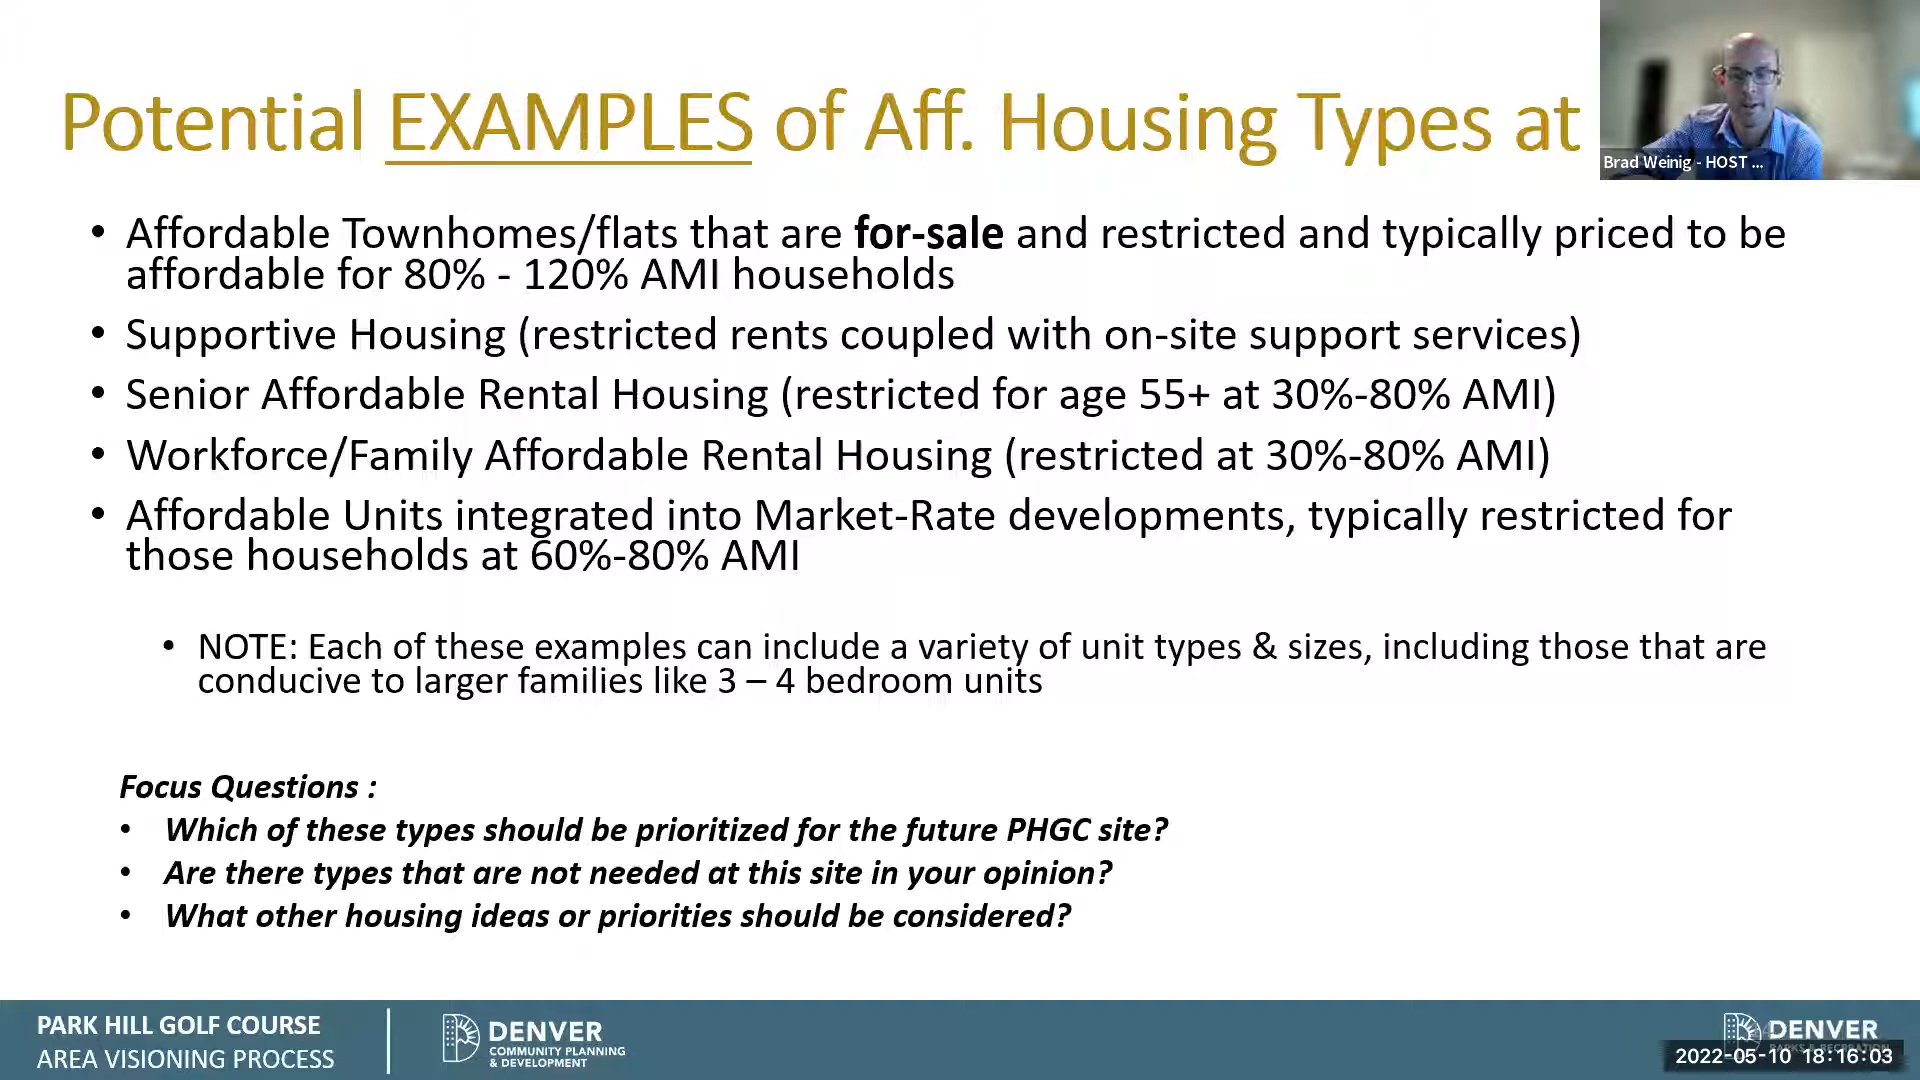 Potential EXAMPLES of Aff. Housing Types at
Brad Weinig - HOST ...
• Affordable Townhomes/flats that are for-sale and restricted and typically priced to be
affordable for 80% - 120% AMI households
• Supportive Housing (restricted rents coupled with on-site support services)
• Senior Affordable Rental Housing (restricted for age 55+ at 30%-80% AMI)
• Workforce/Family Affordable Rental Housing (restricted at 30%-80% AMI)
• Affordable Units integrated into Market-Rate developments, typically restricted for
those households at 60%-80% AMI
• NOTE: Each of these examples can include a variety of unit types & sizes, including those that are
conducive to larger families like 3 – 4 bedroom units
Focus Questions :
• Which of these types should be prioritized for the future PHGC site?
• Are there types that are not needed at this site in your opinion?
• What other housing ideas or priorities should be considered?
PARK HILL GOLF COURSE
AREA VISIONING PROCESS
DENVER
COMMUNITY PLANNING
& DEVELOPMENT
DENVER
PARKS & RECREATION
2022-05-10 18:16:03